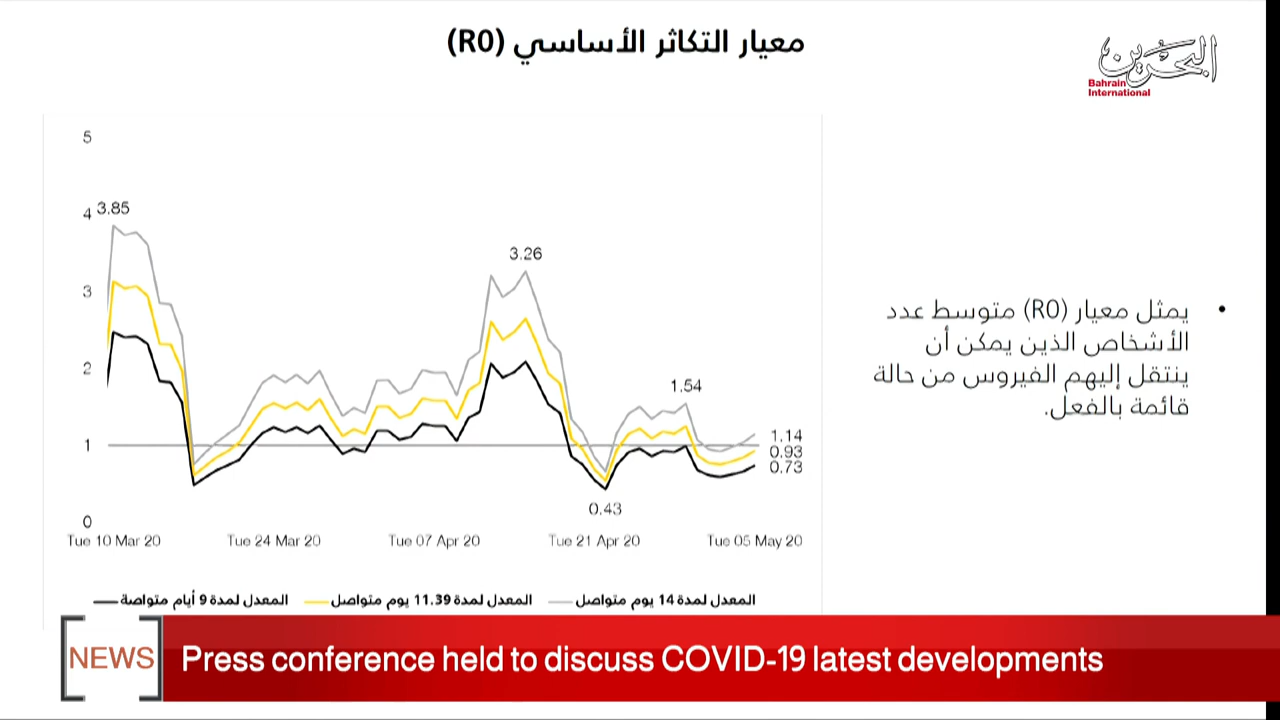 معيار التكاثر الأساسي (R0)
البحرين
Bahrain
International
5
4
3
2
1
0
3.85
3.26
1.54
1.14
0.93
0.73
0.43
Tue 10 Mar 20
Tue 24 Mar 20
Tue 07 Apr 20
Tue 21 Apr 20
Tue 05 May 20
المعدل لمدة 14 يوم متواصل
المعدل لمدة 11.39 يوم متواصل
المعدل لمدة 9 أيام متواصة
• يمثل معيار (R0) متوسط عدد
الأشخاص الذين يمكن أن
ينتقل إليهم الفيروس من حالة
قائمة بالفعل.
NEWS
Press conference held to discuss COVID-19 latest developments